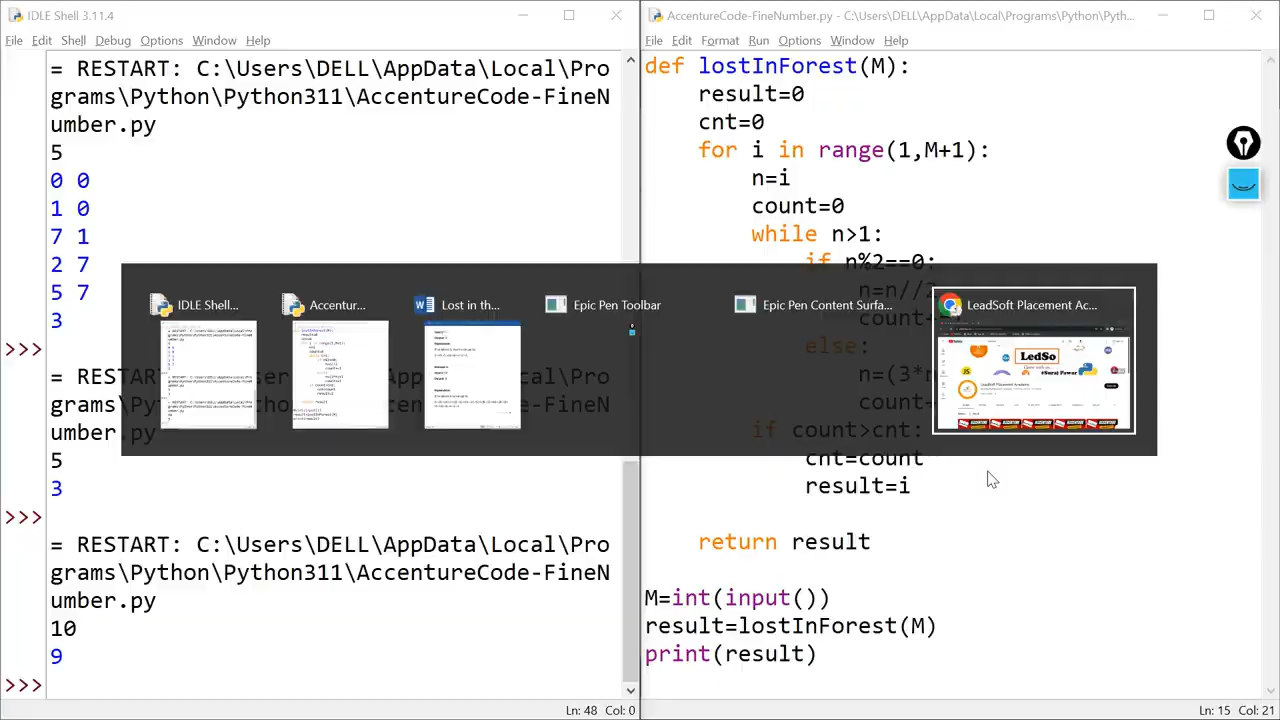 IDLE Shell 3.11.4
File Edit Shell Debug Options Window Help
= RESTART: C:\Users\DELL\AppData\Local\Pro
grams\Python\Python311\AccentureCode-FineN
umber.py
5
0 0
1 0
7 1
2 7
5 7
3
>>>
= RESTART: C:\Users\DELL\AppData\Local\Pro
grams\Python\Python311\AccentureCode-FineN
umber.py
5
3
>>>
= RESTART: C:\Users\DELL\AppData\Local\Pro
grams\Python\Python311\AccentureCode-FineN
umber.py
10
9
>>>
Ln: 48 Col: 0
AccentureCode-FineNumber.py - C:\Users\DELL\AppData\Local\Programs\Python\Pyth...
File Edit Format Run Options Window Help
def lostInForest(M):
result=0
cnt=0
for i in range(1,M+1):
n=i
count=0
while n>1:
if n%2==0:
n=n//2
count+
else:
n=(3
count+
if count>cnt:
cnt=count
result=i
return result
M=int(input())
result=lostInForest(M)
print(result)
Ln: 15 Col: 21
IDLE Shell...
Accentur...
Lost in th...
Epic Pen Toolbar
Epic Pen Content Surfa...
LeadSoft Placement Ac...
LedSo
LeadSoft Placement Academy